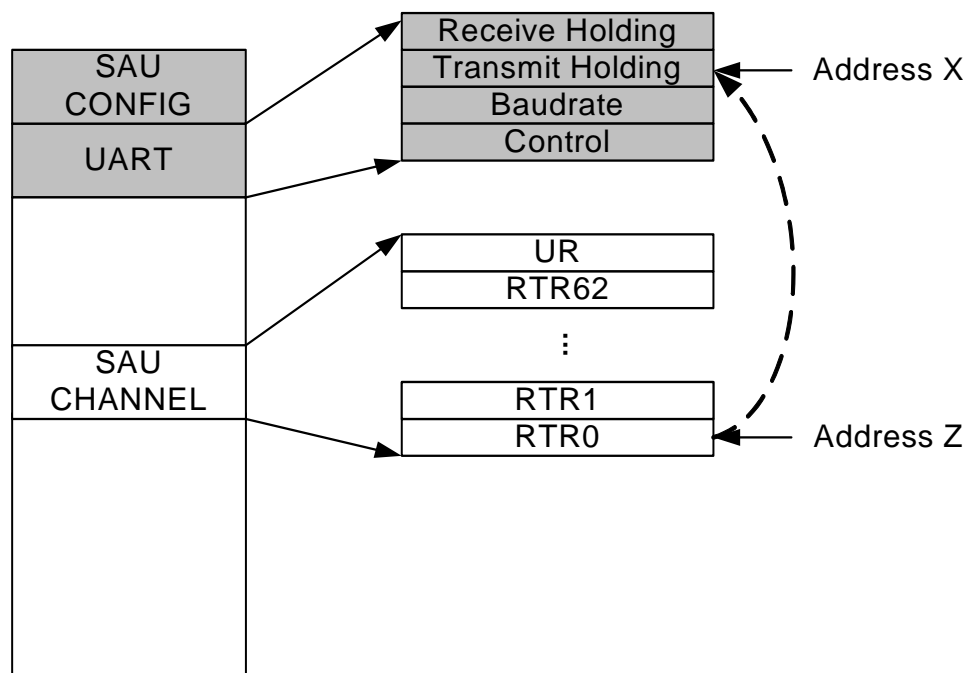 SAU
CONFIG
UART
SAU
CHANNEL
Receive Holding
Transmit Holding
Baudrate
Control
UR
RTR62
...
RTR1
RTR0
Address X
Address Z